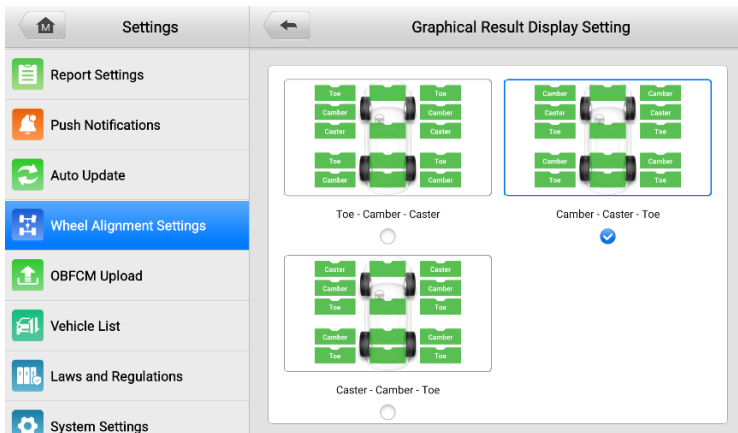 M
Settings
Graphical Result Display Setting
Report Settings
Push Notifications
Auto Update
Wheel Alignment Settings
OBFCM Upload
Vehicle List
Laws and Regulations
System Settings
Toe Toe
Camber Camber
Caster Caster
Toe Toe
Camber Camber
Toe - Camber - Caster
Camber Camber
Caster Caster
Toe Toe
Camber Camber
Toe Toe
Camber - Caster - Toe
Caster Caster
Camber Camber
Toe Toe
Camber Camber
Toe Toe
Caster - Camber - Toe